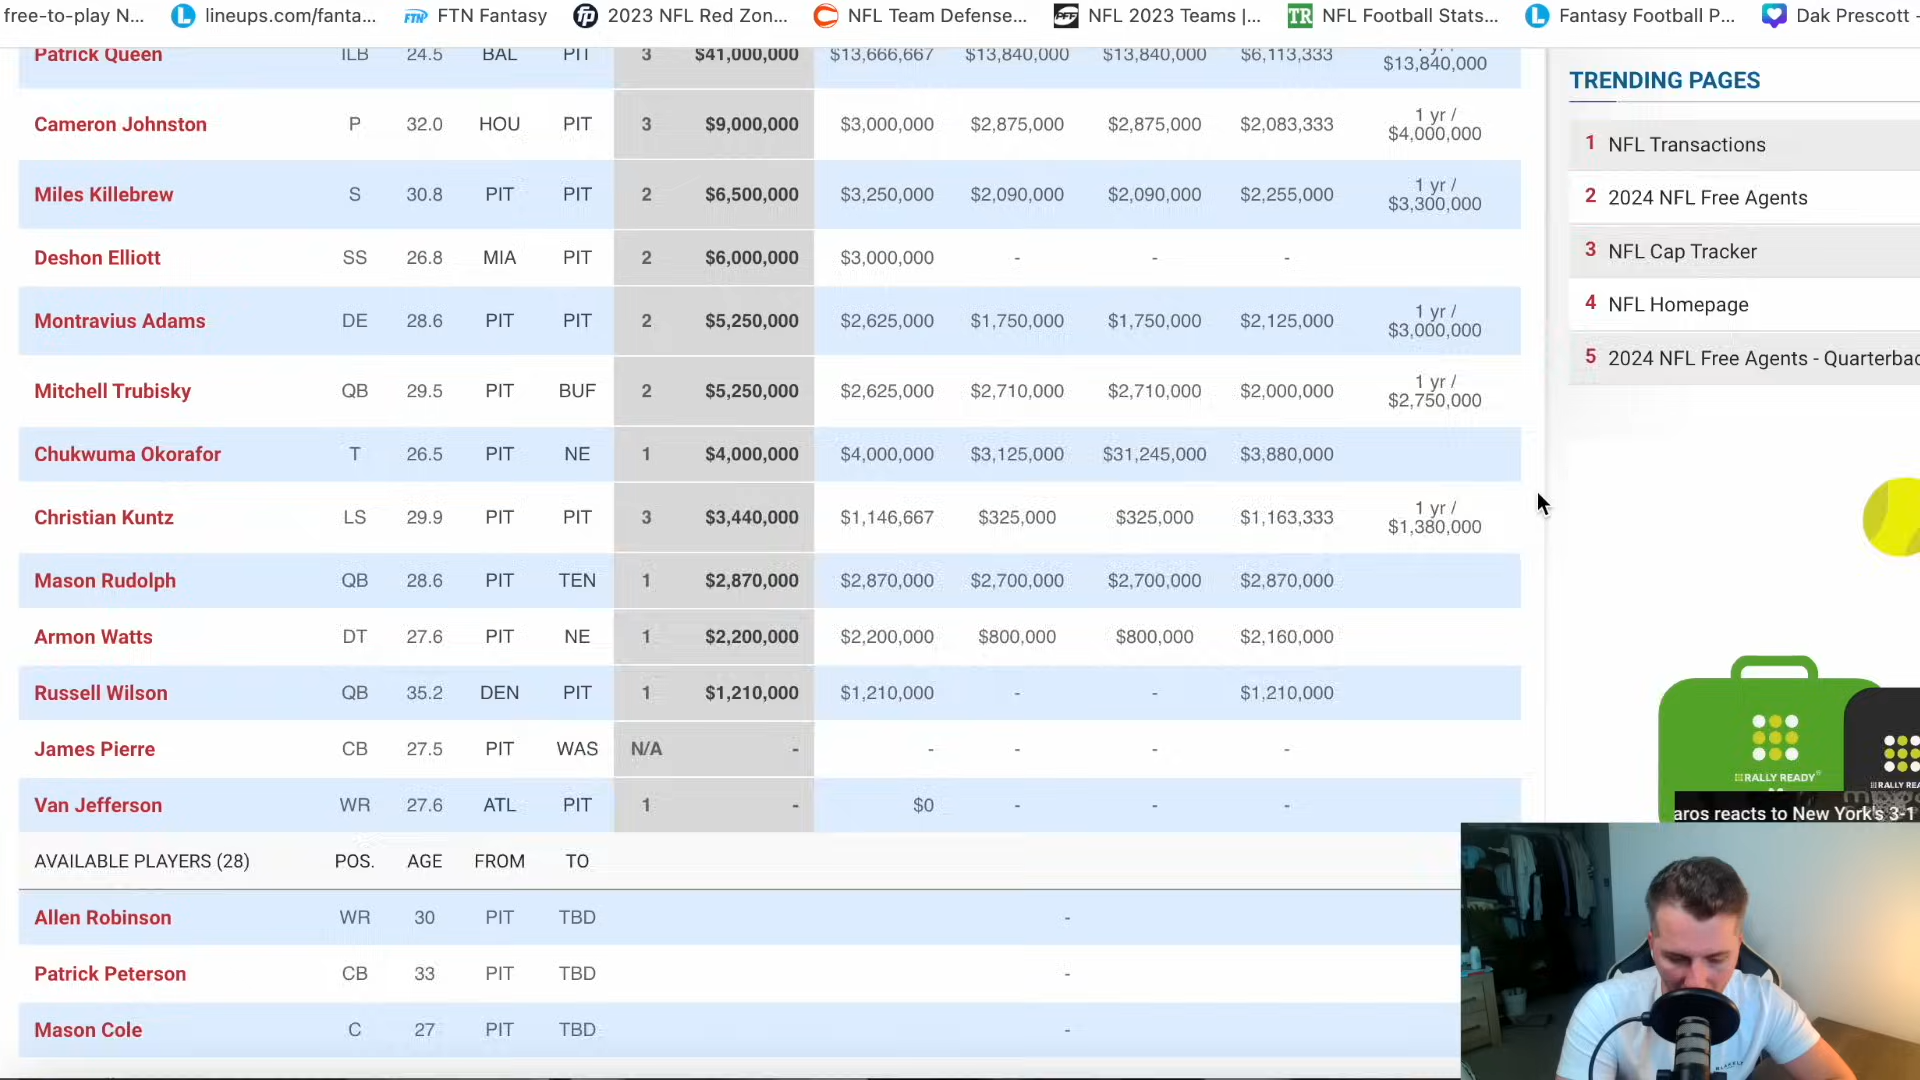 free-to-play N... lineups.com/fanta... FTN FTN Fantasy fp 2023 NFL Red Zon... NFL Team Defense... PFF NFL 2023 Teams |... TR NFL Football Stats... Fantasy Football P... Dak Prescott -
Patrick Queen ILB 24.5 BAL PIT 3 $41,000,000 $13,666,667 $13,840,000 $13,840,000 $6,113,333 1 yr / $13,840,000
Cameron Johnston P 32.0 HOU PIT 3 $9,000,000 $3,000,000 $2,875,000 $2,875,000 $2,083,333 1 yr / $4,000,000
Miles Killebrew S 30.8 PIT PIT 2 $6,500,000 $3,250,000 $2,090,000 $2,090,000 $2,255,000 1 yr / $3,300,000
Deshon Elliott SS 26.8 MIA PIT 2 $6,000,000 $3,000,000 - - -
Montravius Adams DE 28.6 PIT PIT 2 $5,250,000 $2,625,000 $1,750,000 $1,750,000 $2,125,000 1 yr / $3,000,000
Mitchell Trubisky QB 29.5 PIT BUF 2 $5,250,000 $2,625,000 $2,710,000 $2,710,000 $2,000,000 1 yr / $2,750,000
Chukwuma Okorafor T 26.5 PIT NE 1 $4,000,000 $4,000,000 $3,125,000 $31,245,000 $3,880,000
Christian Kuntz LS 29.9 PIT PIT 3 $3,440,000 $1,146,667 $325,000 $325,000 $1,163,333 1 yr / $1,380,000
Mason Rudolph QB 28.6 PIT TEN 1 $2,870,000 $2,870,000 $2,700,000 $2,700,000 $2,870,000
Armon Watts DT 27.6 PIT NE 1 $2,200,000 $2,200,000 $800,000 $800,000 $2,160,000
Russell Wilson QB 35.2 DEN PIT 1 $1,210,000 $1,210,000 - - $1,210,000
James Pierre CB 27.5 PIT WAS N/A - - - - -
Van Jefferson WR 27.6 ATL PIT 1 - $0 - - -
AVAILABLE PLAYERS (28) POS. AGE FROM TO
Allen Robinson WR 30 PIT TBD -
Patrick Peterson CB 33 PIT TBD -
Mason Cole C 27 PIT TBD -
TRENDING PAGES
1 NFL Transactions
2 2024 NFL Free Agents
3 NFL Cap Tracker
4 NFL Homepage
5 2024 NFL Free Agents - Quarterbac
RALLY READY
RALLY REA
aros reacts to New York's 3-1